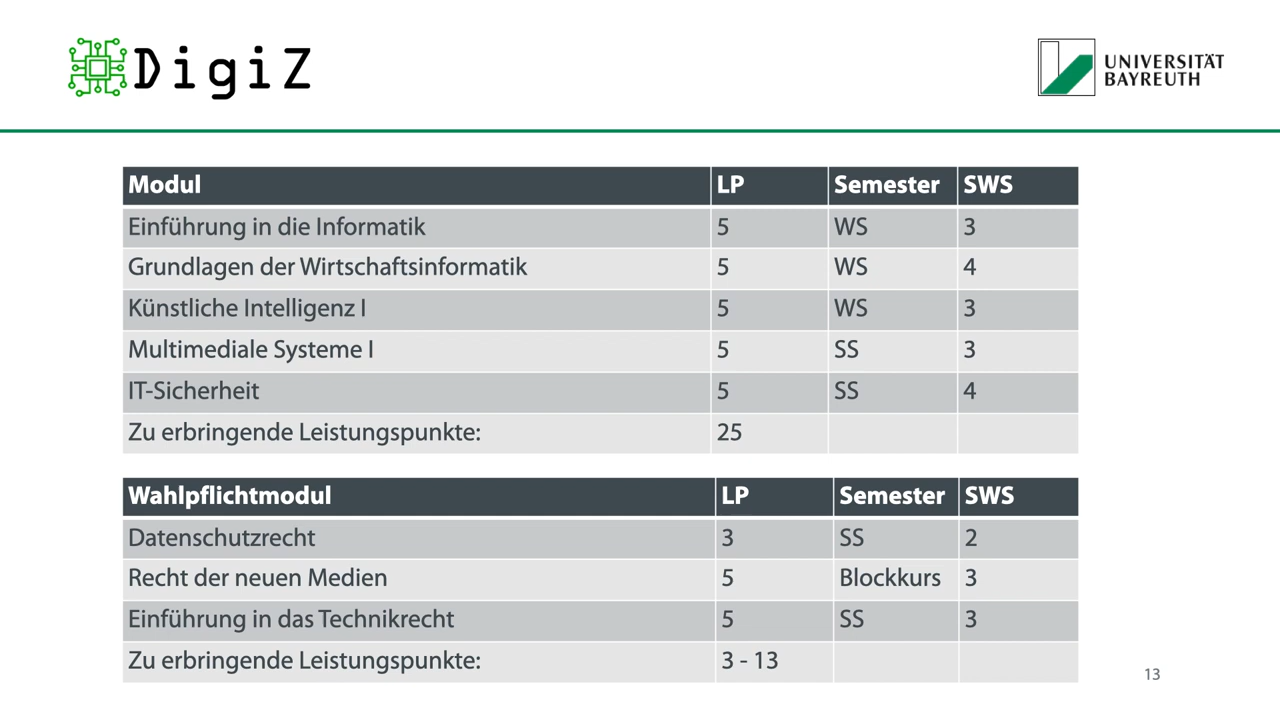 DigiZ
UNIVERSITÄT
BAYREUTH
Modul LP Semester SWS
Einführung in die Informatik 5 WS 3
Grundlagen der Wirtschaftsinformatik 5 WS 4
Künstliche Intelligenz I 5 WS 3
Multimediale Systeme I 5 SS 3
IT-Sicherheit 5 SS 4
Zu erbringende Leistungspunkte: 25
Wahlpflichtmodul LP Semester SWS
Datenschutzrecht 3 SS 2
Recht der neuen Medien 5 Blockkurs 3
Einführung in das Technikrecht 5 SS 3
Zu erbringende Leistungspunkte: 3 - 13
13